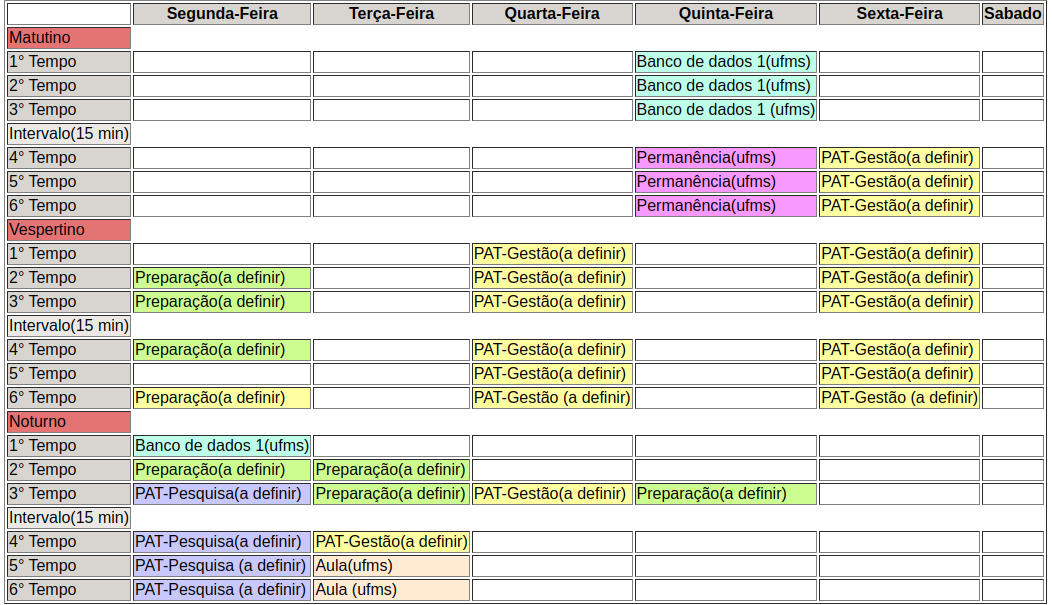 Segunda-Feira Terça-Feira Quarta-Feira Quinta-Feira Sexta-Feira Sabado
Matutino
1° Tempo Banco de dados 1(ufms)
2° Tempo Banco de dados 1(ufms)
3° Tempo Banco de dados 1 (ufms)
Intervalo(15 min)
4° Tempo Permanência(ufms) PAT-Gestão(a definir)
5° Tempo Permanência(ufms) PAT-Gestão(a definir)
6° Tempo Permanência(ufms) PAT-Gestão(a definir)
Vespertino
1° Tempo PAT-Gestão(a definir) PAT-Gestão(a definir)
2° Tempo Preparação(a definir) PAT-Gestão(a definir) PAT-Gestão(a definir)
3° Tempo Preparação(a definir) PAT-Gestão(a definir) PAT-Gestão(a definir)
Intervalo(15 min)
4° Tempo Preparação(a definir) PAT-Gestão(a definir) PAT-Gestão(a definir)
5° Tempo PAT-Gestão(a definir) PAT-Gestão(a definir)
6° Tempo Preparação(a definir) PAT-Gestão (a definir) PAT-Gestão (a definir)
Noturno
1° Tempo Banco de dados 1(ufms)
2° Tempo Preparação(a definir) Preparação(a definir)
3° Tempo PAT-Pesquisa(a definir) Preparação(a definir) PAT-Gestão(a definir) Preparação(a definir)
Intervalo(15 min)
4° Tempo PAT-Pesquisa(a definir) PAT-Gestão(a definir)
5° Tempo PAT-Pesquisa (a definir) Aula(ufms)
6° Tempo PAT-Pesquisa (a definir) Aula (ufms)